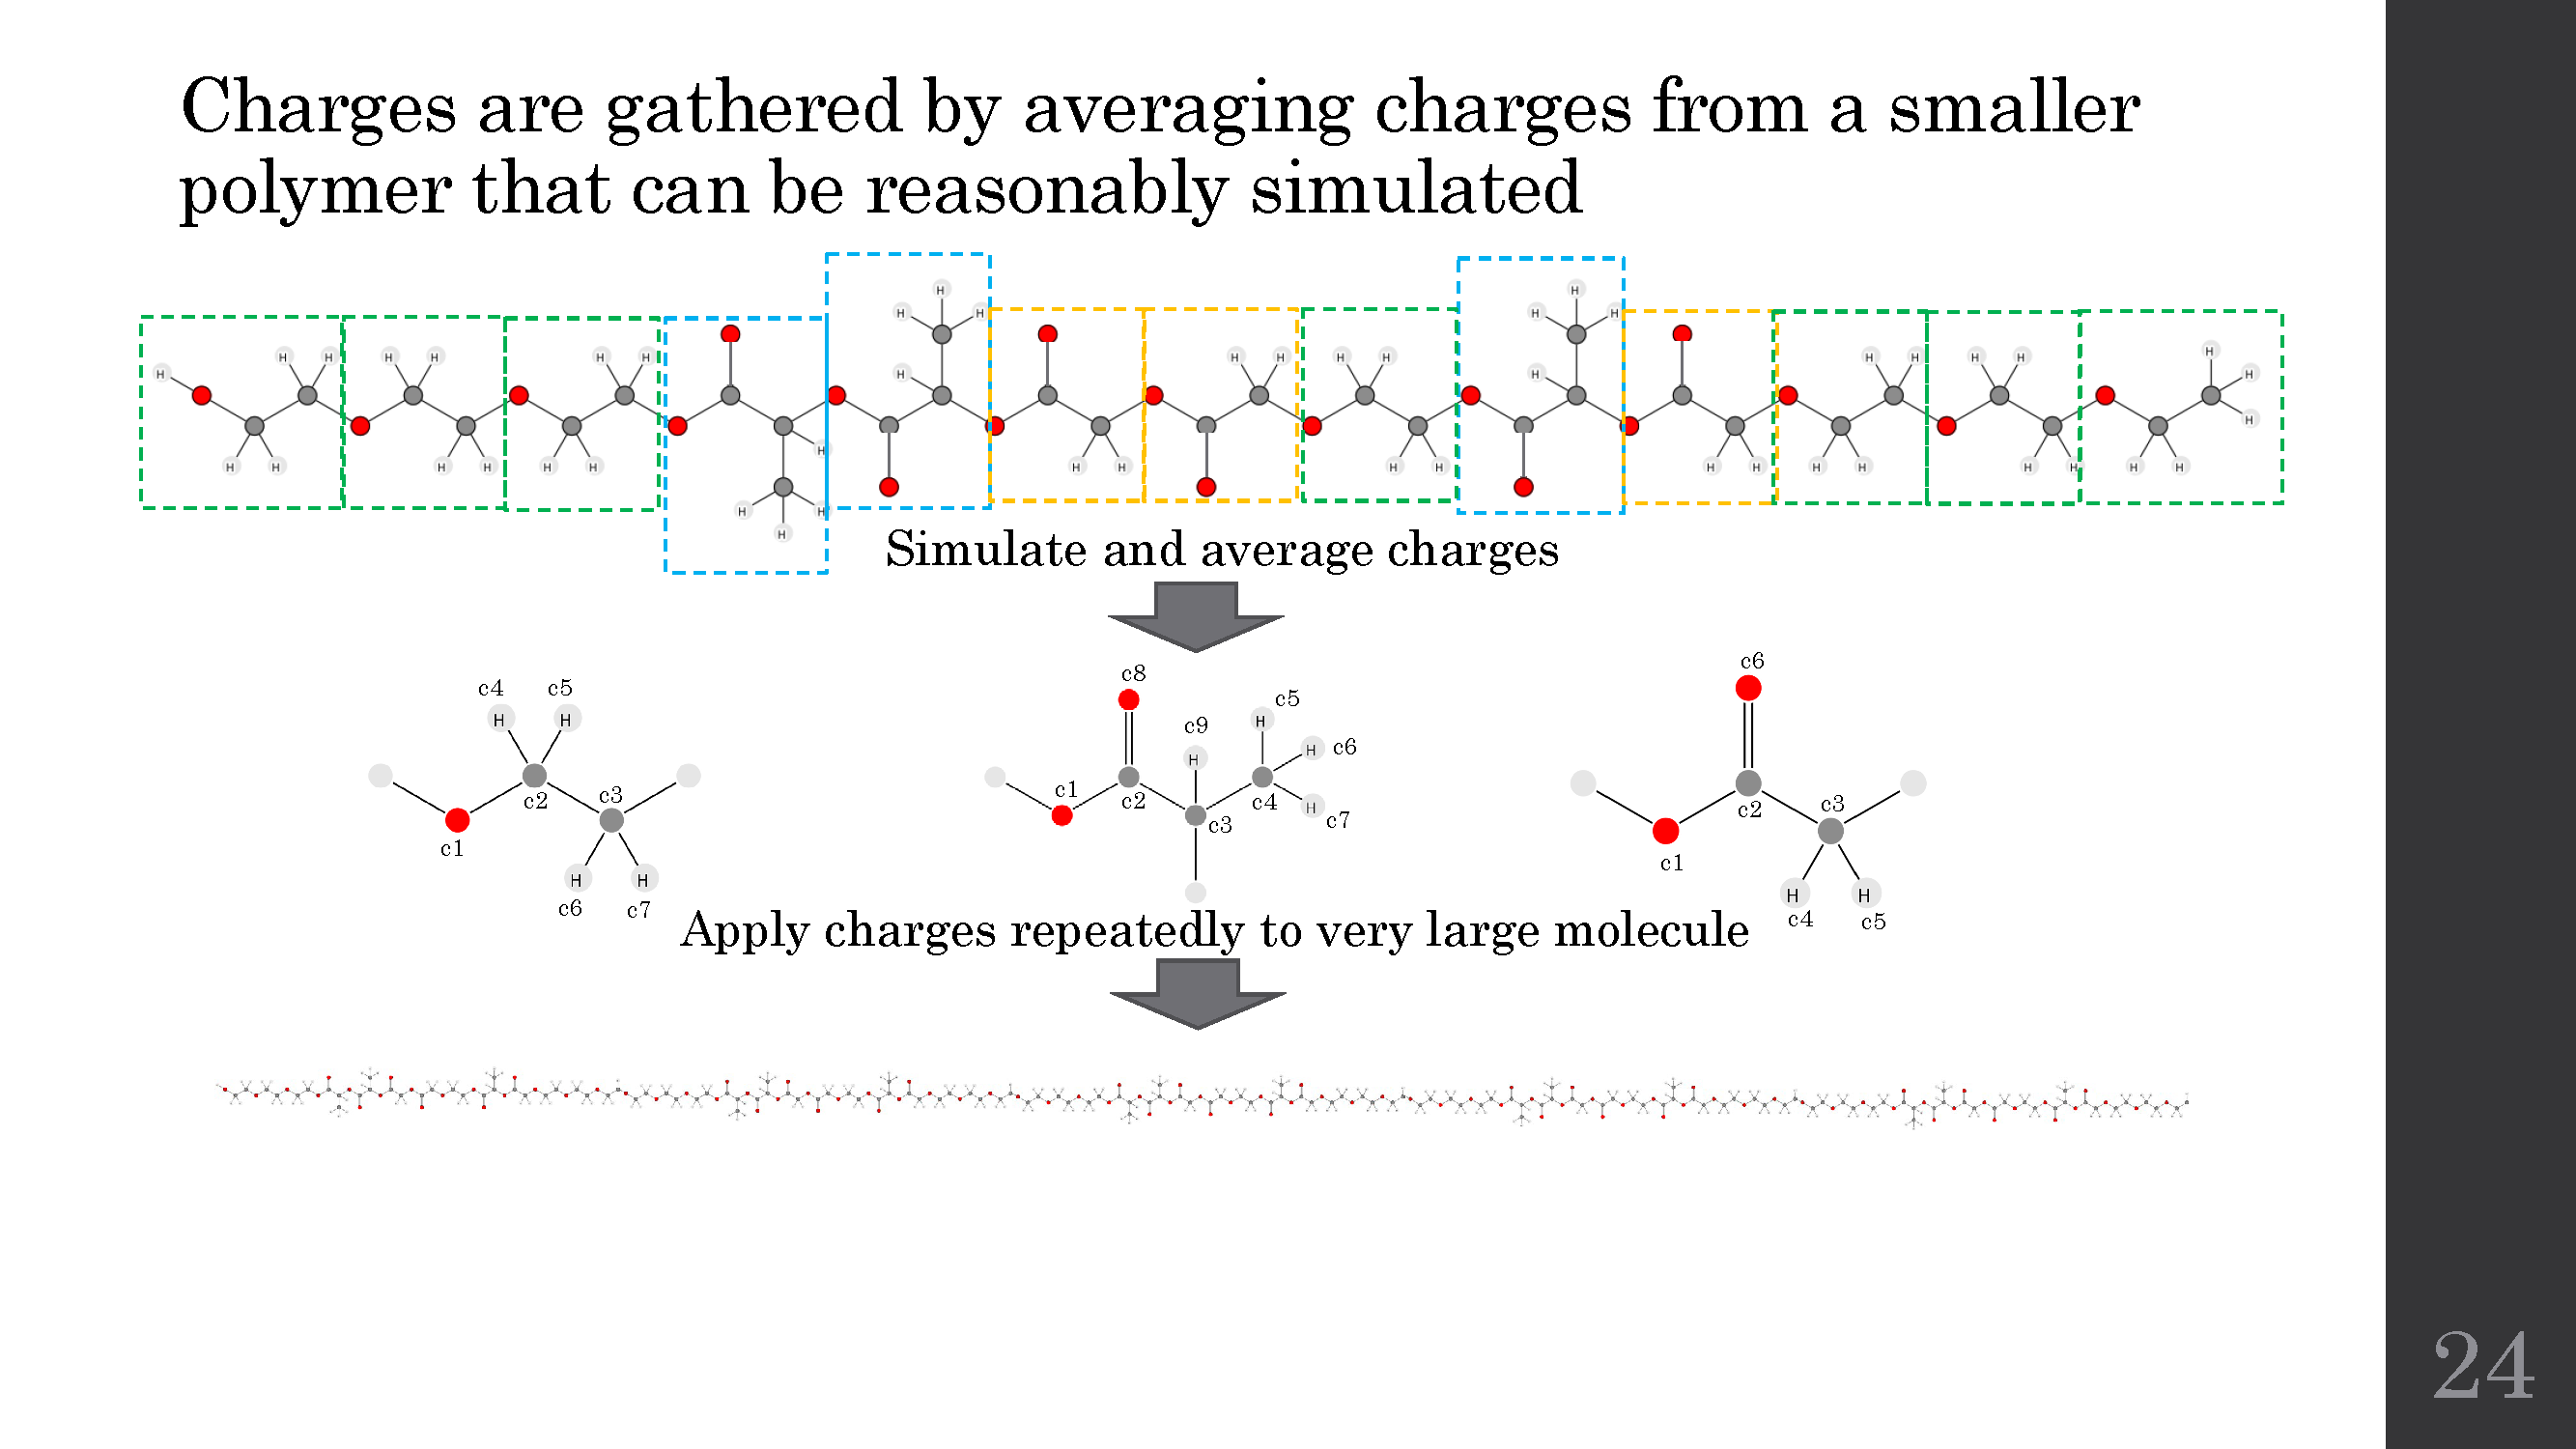 Charges are gathered by averaging charges from a smaller
polymer that can be reasonably simulated
H H H H H H H H H H H
H H H H H H H H H H H H H H H
H H H H H H H H H H H H H H H H
H H H
Simulate and average charges
c4 c5
H H
c2 c3
c1
H H
c6 c7
c8
c5
c9 H
H H c6
c1 c2 c4 H
c3 c7
c6
c2 c3
c1
H H
c4 c5
Apply charges repeatedly to very large molecule
24